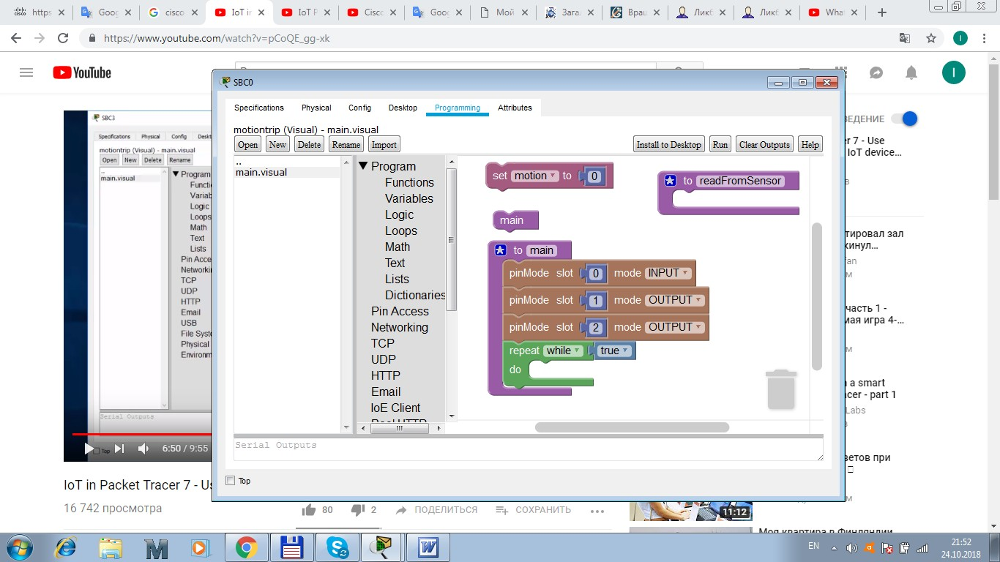 https
Goog
cisco
IoT in
IoT P
Cisco
Goog
Мой
Загал
Вращ
Ликб
Ликб
What
https://www.youtube.com/watch?v=pCoQE_gg-xk
I
YouTube
I
SBC3
Specifications Physical Config Deskt
motiontrip (Visual) - main.visual
Open New Delete Rename
..
main.visual
Program
Functi
Variab
Logic
Loops
Math
Text
Lists
Pin Acce
Networkin
TCP
UDP
HTTP
Email
USB
File Syste
Physical
Environm
Serial Outputs
Top
6:50 / 9:55
SBC0
Specifications Physical Config Desktop Programming Attributes
motiontrip (Visual) - main.visual
Open New Delete Rename Import
Install to Desktop Run Clear Outputs Help
..
main.visual
Program
Functions
Variables
Logic
Loops
Math
Text
Lists
Dictionaries
Pin Access
Networking
TCP
UDP
HTTP
Email
IoE Client
Real HTTP
set motion to 0
main
to main
pinMode slot 0 mode INPUT
pinMode slot 1 mode OUTPUT
pinMode slot 2 mode OUTPUT
repeat while true
do
to readFromSensor
Serial Outputs
Top
ВЕДЕНИЕ
r 7 - Use
IoT device…
тировал зал
кинул…
an
м
часть 1 -
мая игра 4-…
м
n a smart
acer - part 1
Labs
в
ветов при
м
11:12
Моя квартира в Финляндии
IoT in Packet Tracer 7 - Us
16 742 просмотра
80
2
ПОДЕЛИТЬСЯ
СОХРАНИТЬ
EN
21:52
24.10.2018